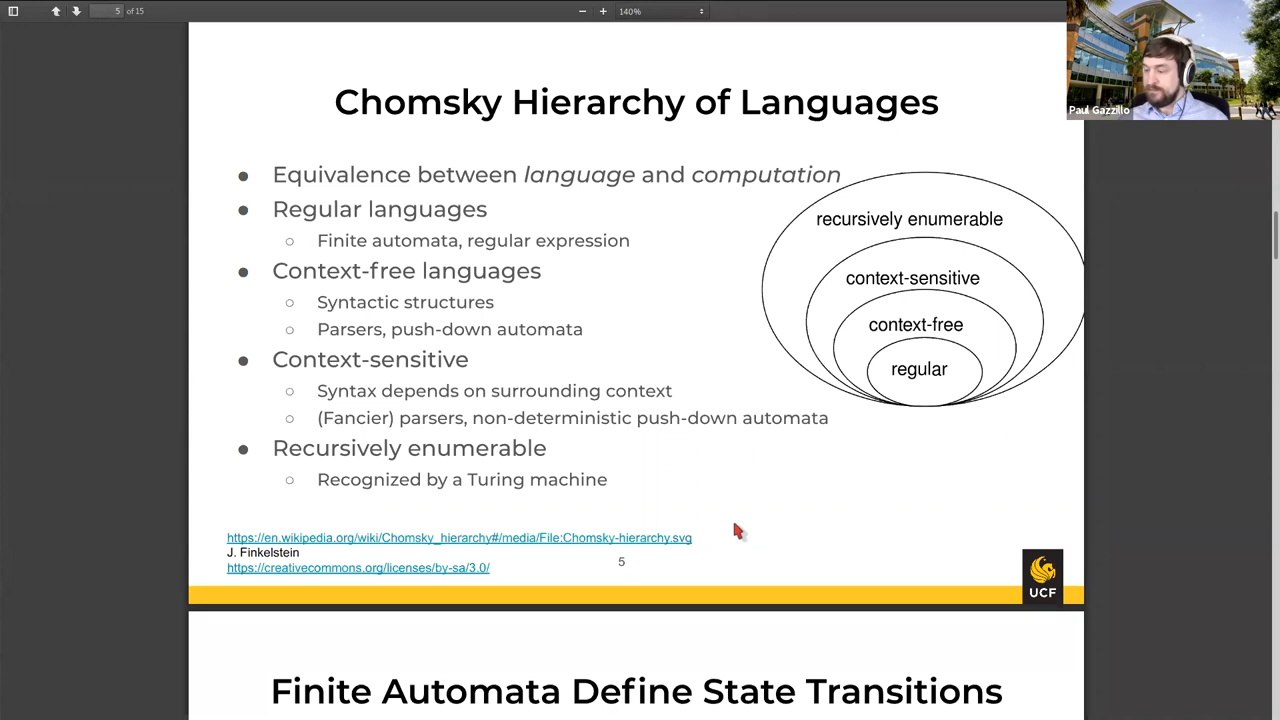 5 of 15
140%
Paul Gazzillo
Chomsky Hierarchy of Languages
● Equivalence between language and computation
● Regular languages
○ Finite automata, regular expression
● Context-free languages
○ Syntactic structures
○ Parsers, push-down automata
● Context-sensitive
○ Syntax depends on surrounding context
○ (Fancier) parsers, non-deterministic push-down automata
● Recursively enumerable
○ Recognized by a Turing machine
recursively enumerable
context-sensitive
context-free
regular
https://en.wikipedia.org/wiki/Chomsky_hierarchy#/media/File:Chomsky-hierarchy.svg
J. Finkelstein
https://creativecommons.org/licenses/by-sa/3.0/
5
UCF
Finite Automata Define State Transitions